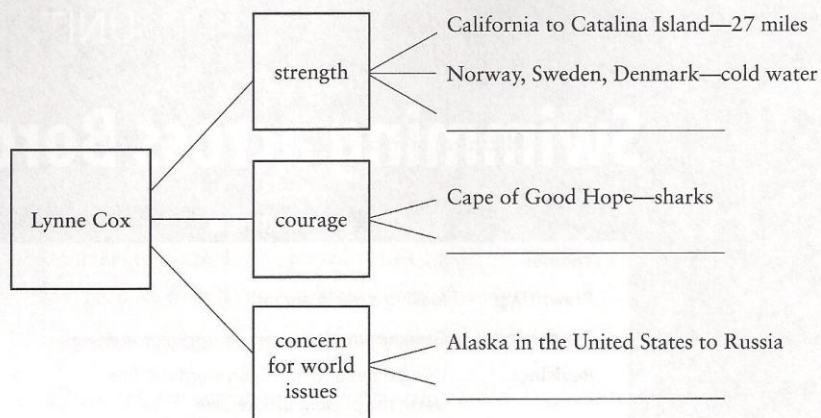 California to Catalina Island—27 miles
strength
Norway, Sweden, Denmark—cold water
Lynne Cox
courage
Cape of Good Hope—sharks
concern
for world
issues
Alaska in the United States to Russia